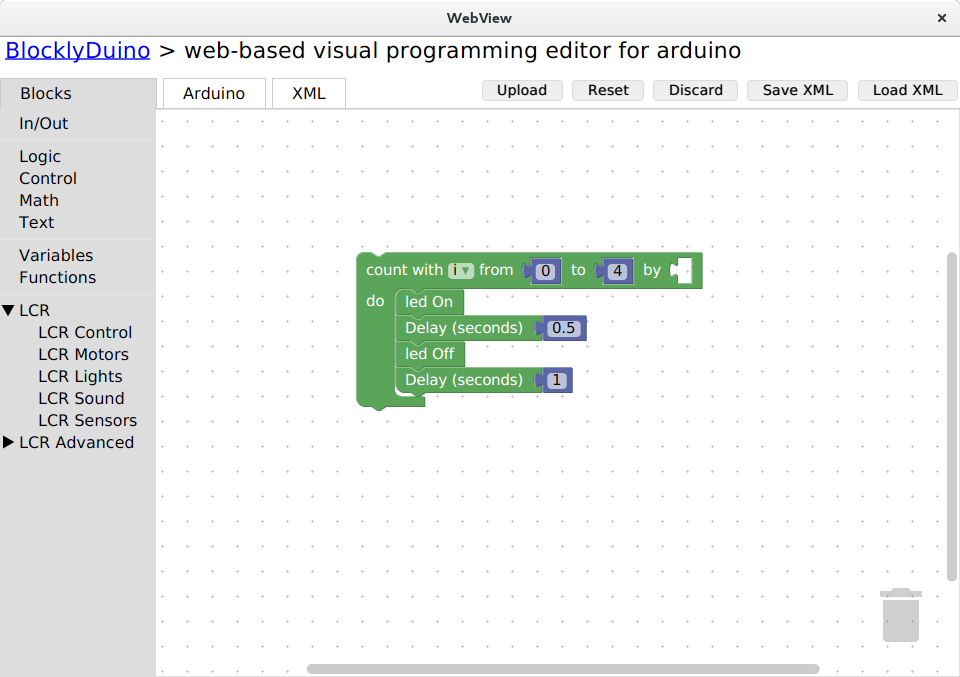 WebView ×
BlocklyDuino > web-based visual programming editor for arduino
Blocks Arduino XML Upload Reset Discard Save XML Load XML
In/Out
Logic
Control
Math
Text
Variables
Functions
LCR
LCR Control
LCR Motors
LCR Lights
LCR Sound
LCR Sensors
LCR Advanced
count with i from 0 to 4 by
do led On
Delay (seconds) 0.5
led Off
Delay (seconds) 1